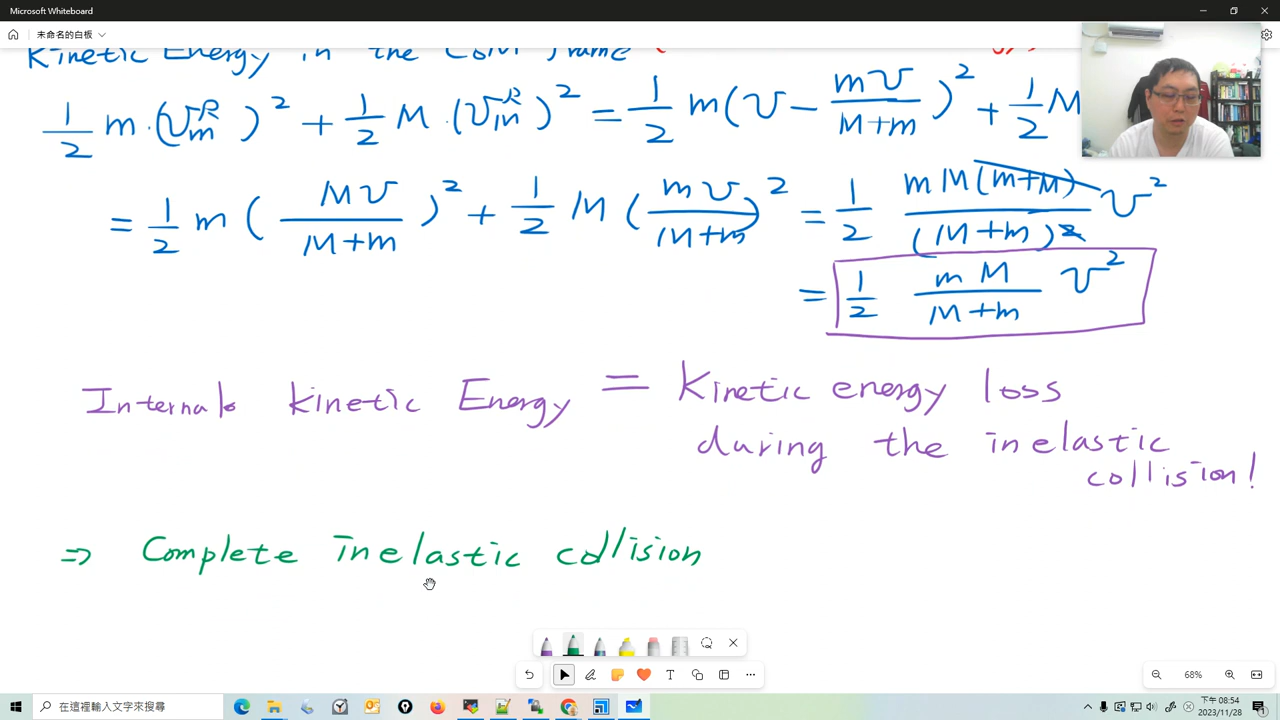 Microsoft Whiteboard
未命名的白板
Kinetic Energy in the CoM frame
1/2 m·(v_m^R)^2 + 1/2 M·(v_m^R)^2 = 1/2 m(v - mv/(M+m))^2 + 1/2 M
= 1/2 m(Mv/(M+m))^2 + 1/2 M(mv/(M+m))^2 = 1/2 mM(m+M)/(M+m)^2 v^2
= 1/2 mM/(M+m) v^2
Internal kinetic Energy = Kinetic energy loss
during the inelastic
collision!
⇒ Complete inelastic collision
68%
在這裡輸入文字來搜尋
下午 08:54
2023/11/28